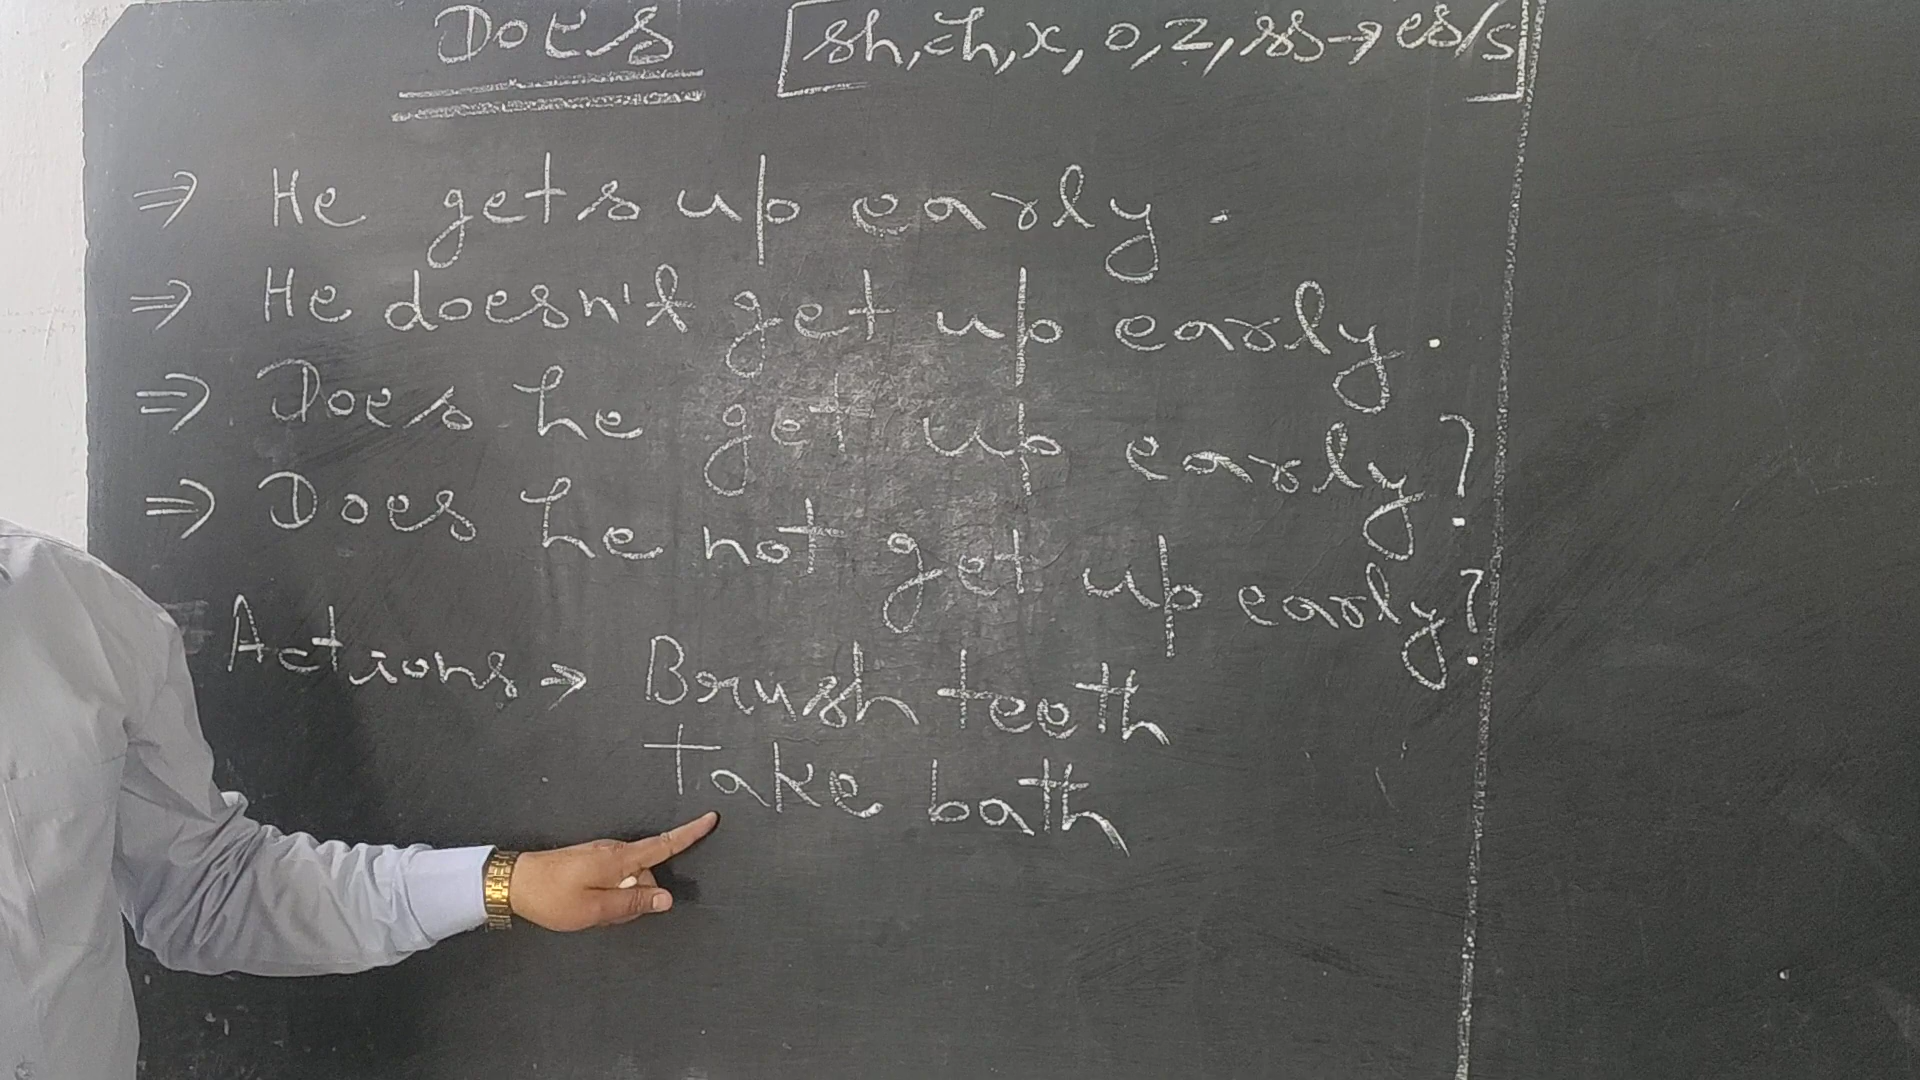 Does [sh, ch, x, o, z, ss → es/s]
⇒ He gets up early.
⇒ He doesn't get up early.
⇒ Does he get up early?
⇒ Does he not get up early?
Actions → Brush teeth
Take bath